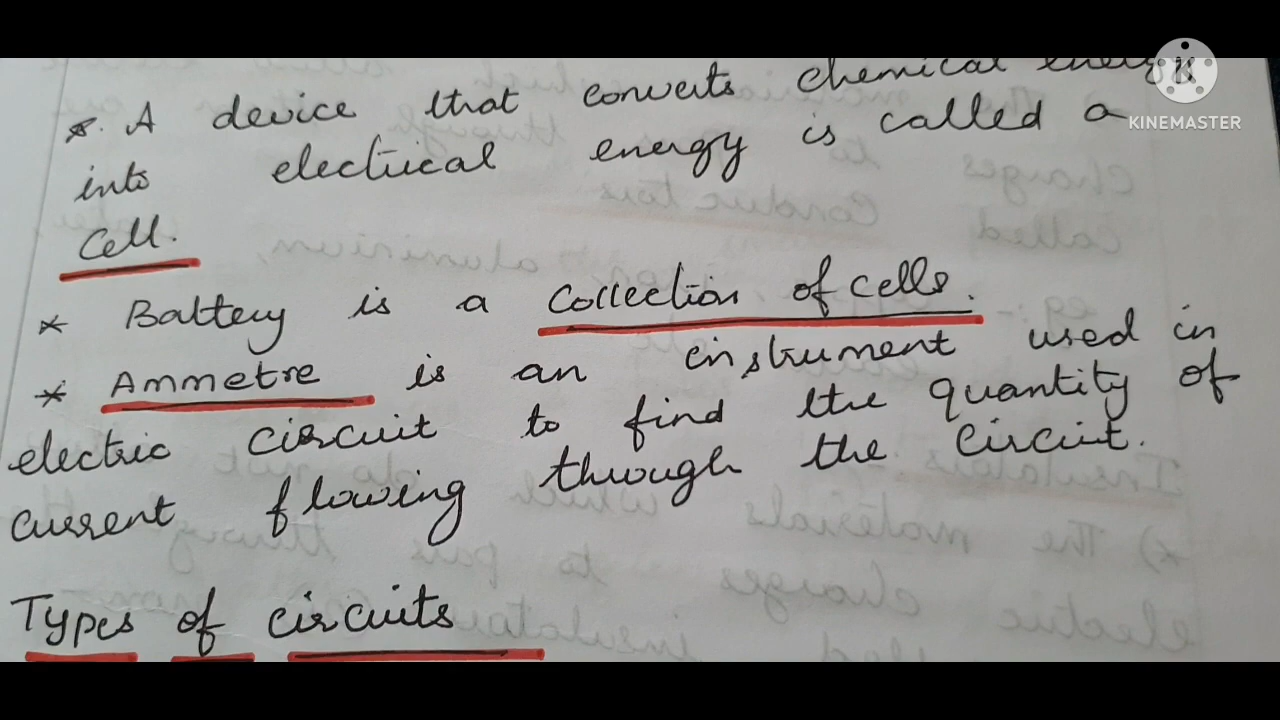 * A device that converts chemical energy
into electrical energy is called a
Cell.
* Battery is a collection of cells.
* Ammetre is an instrument used in
electric circuit to find the quantity of
current flowing through the circuit.
Types of circuits
KINEMASTER